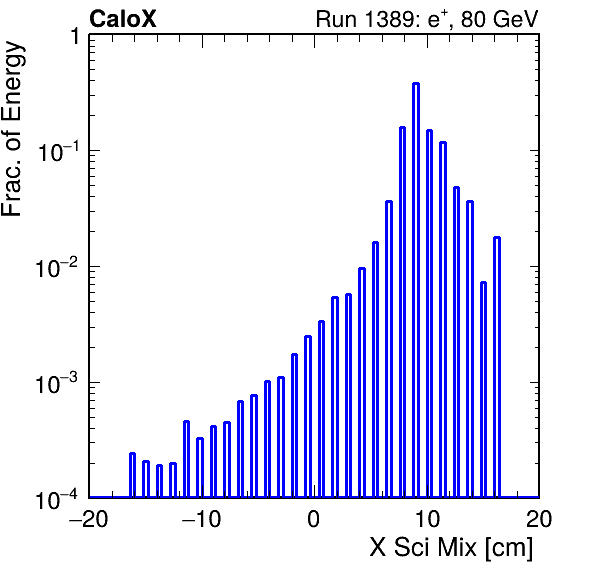 CaloX Run 1389: e⁺, 80 GeV
Frac. of Energy
1
10⁻¹
10⁻²
10⁻³
10⁻⁴
−20 −10 0 10 20
X Sci Mix [cm]